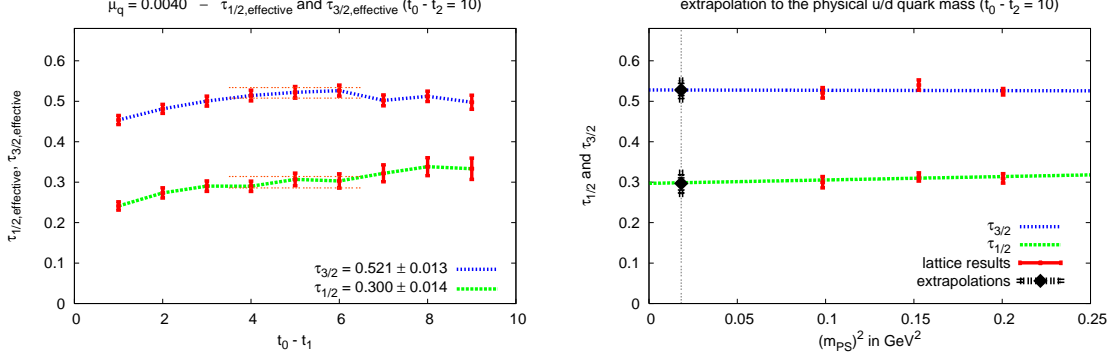 μq = 0.0040 − τ1/2,effective and τ3/2,effective (t0 - t2 = 10)
τ1/2,effective, τ3/2,effective
0.6
0.5
0.4
0.3
0.2
0.1
0
τ3/2 = 0.521 ± 0.013
τ1/2 = 0.300 ± 0.014
0 2 4 6 8 10
t0 - t1
extrapolation to the physical u/d quark mass (t0 - t2 = 10)
τ1/2 and τ3/2
0.6
0.5
0.4
0.3
0.2
0.1
0
τ3/2
τ1/2
lattice results
extrapolations
0 0.05 0.1 0.15 0.2 0.25
(mPS)2 in GeV2